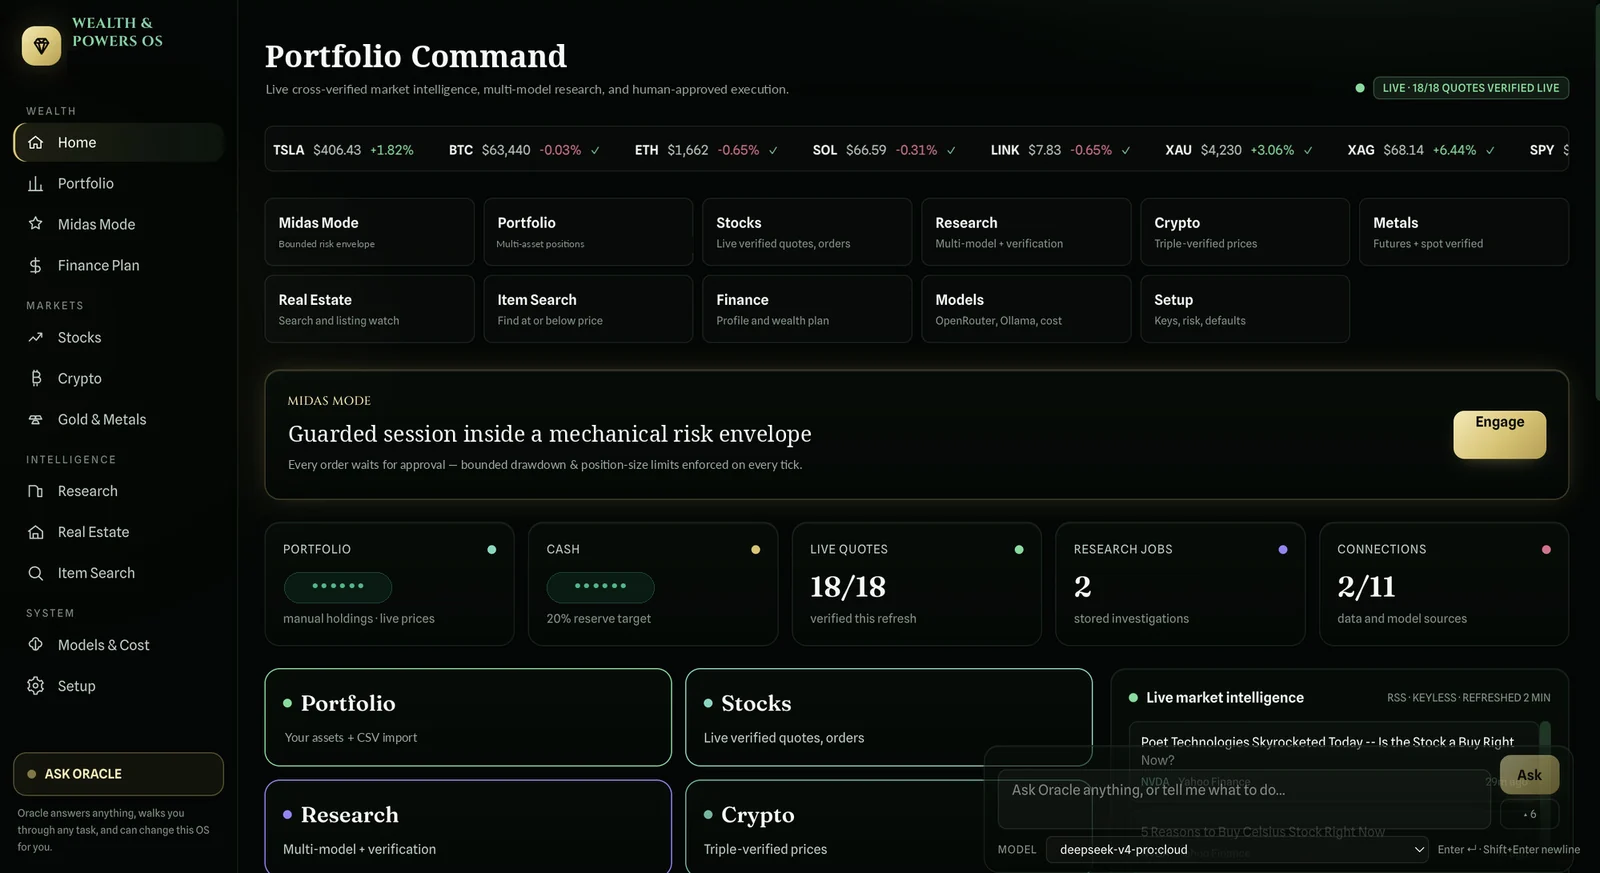 WEALTH &
POWERS OS
WEALTH
Home
Portfolio
Midas Mode
Finance Plan
MARKETS
Stocks
Crypto
Gold & Metals
INTELLIGENCE
Research
Real Estate
Item Search
SYSTEM
Models & Cost
Setup
ASK ORACLE
Oracle answers anything, walks you
through any task, and can change this OS
for you.
Portfolio Command
Live cross-verified market intelligence, multi-model research, and human-approved execution.
LIVE · 18/18 QUOTES VERIFIED LIVE
TSLA $406.43 +1.82% BTC $63,440 -0.03% ✓ ETH $1,662 -0.65% ✓ SOL $66.59 -0.31% ✓ LINK $7.83 -0.65% ✓ XAU $4,230 +3.06% ✓ XAG $68.14 +6.44% ✓ SPY $
Midas Mode
Bounded risk envelope
Portfolio
Multi-asset positions
Stocks
Live verified quotes, orders
Research
Multi-model + verification
Crypto
Triple-verified prices
Metals
Futures + spot verified
Real Estate
Search and listing watch
Item Search
Find at or below price
Finance
Profile and wealth plan
Models
OpenRouter, Ollama, cost
Setup
Keys, risk, defaults
MIDAS MODE
Guarded session inside a mechanical risk envelope
Every order waits for approval — bounded drawdown & position-size limits enforced on every tick.
Engage
PORTFOLIO
••••••
manual holdings · live prices
CASH
••••••
20% reserve target
LIVE QUOTES
18/18
verified this refresh
RESEARCH JOBS
2
stored investigations
CONNECTIONS
2/11
data and model sources
Portfolio
Your assets + CSV import
Stocks
Live verified quotes, orders
Research
Multi-model + verification
Crypto
Triple-verified prices
Live market intelligence
RSS · KEYLESS · REFRESHED 2 MIN
Poet Technologies Skyrocketed Today -- Is the Stock a Buy Right
Now?
NVDA · Yahoo Finance
5 Reasons to Buy Celsius Stock Right Now
Ask Oracle anything, or tell me what to do...
Ask
6
MODEL
deepseek-v4-pro:cloud
Enter ↵ · Shift+Enter newline